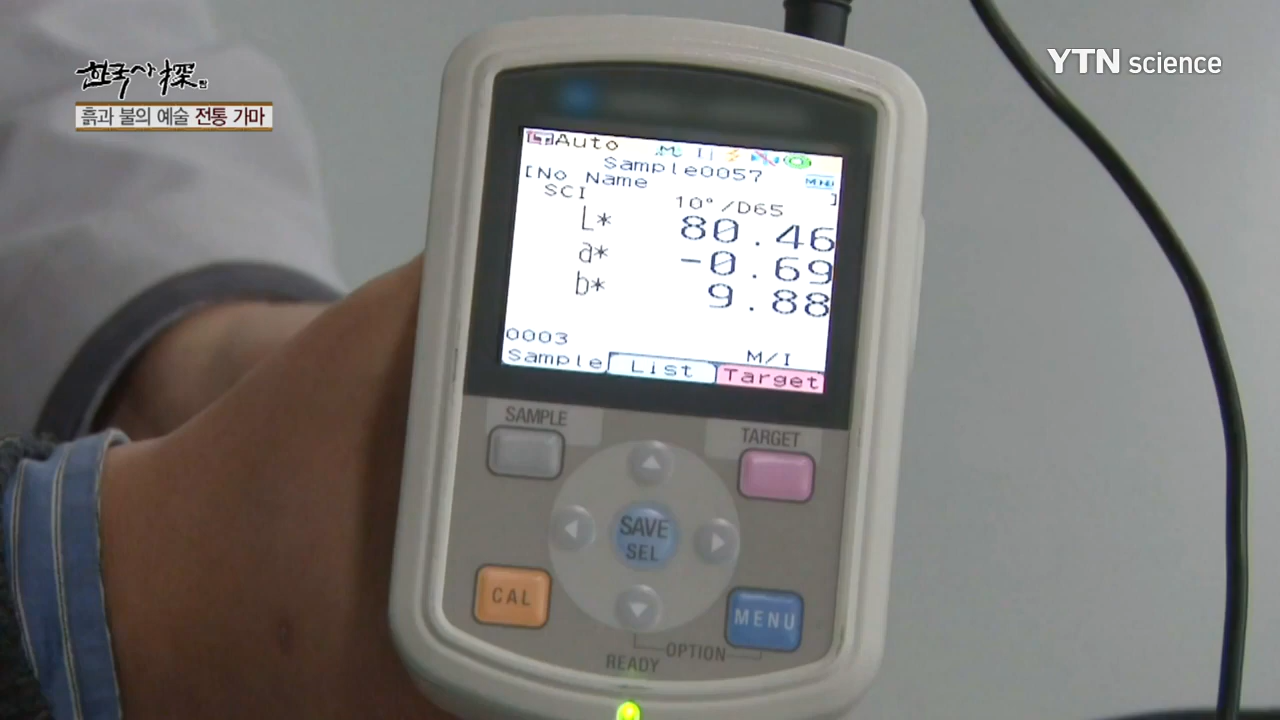 한국사 探
흙과 불의 예술 전통 가마
YTN science
Auto
Sample0057
[No Name ]
MENU
SCI 10°/D65
L* 80.46
a* -0.69
b* 9.88
0003
M/I
Sample List Target
SAMPLE
TARGET
SAVE
SEL
CAL
MENU
OPTION
READY